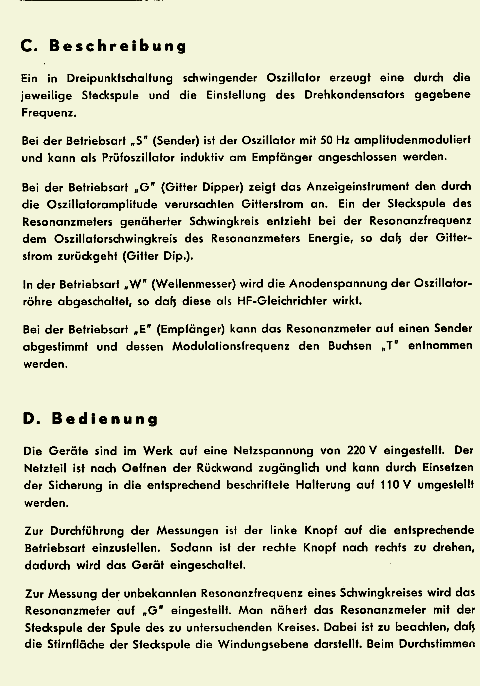 C. Beschreibung
Ein in Dreipunktschaltung schwingender Oszillator erzeugt eine durch die
jeweilige Steckspule und die Einstellung des Drehkondensators gegebene
Frequenz.
Bei der Betriebsart „S" (Sender) ist der Oszillator mit 50 Hz amplitudenmoduliert
und kann als Prüfoszillator induktiv am Empfänger angeschlossen werden.
Bei der Betriebsart „G" (Gitter Dipper) zeigt das Anzeigeinstrument den durch
die Oszillatoramplitude verursachten Gitterstrom an. Ein der Steckspule des
Resonanzmeters genäherter Schwingkreis entzieht bei der Resonanzfrequenz
dem Oszillatorschwingkreis des Resonanzmeters Energie, so daß der Gitter-
strom zurückgeht (Gitter Dip.).
In der Betriebsart „W" (Wellenmesser) wird die Anodenspannung der Oszillator-
röhre abgeschaltet, so daß diese als HF-Gleichrichter wirkt.
Bei der Betriebsart „E" (Empfänger) kann das Resonanzmeter auf einen Sender
abgestimmt und dessen Modulationsfrequenz den Buchsen „T" entnommen
werden.
D. Bedienung
Die Geräte sind im Werk auf eine Netzspannung von 220 V eingestellt. Der
Netzteil ist nach Oeffnen der Rückwand zugänglich und kann durch Einsetzen
der Sicherung in die entsprechend beschriftete Halterung auf 110 V umgestellt
werden.
Zur Durchführung der Messungen ist der linke Knopf auf die entsprechende
Betriebsart einzustellen. Sodann ist der rechte Knopf nach rechts zu drehen,
dadurch wird das Gerät eingeschaltet.
Zur Messung der unbekannten Resonanzfrequenz eines Schwingkreises wird das
Resonanzmeter auf „G" eingestellt. Man nähert das Resonanzmeter mit der
Steckspule der Spule des zu untersuchenden Kreises. Dabei ist zu beachten, daß
die Stirnfläche der Steckspule die Windungsebene darstellt. Beim Durchstimmen